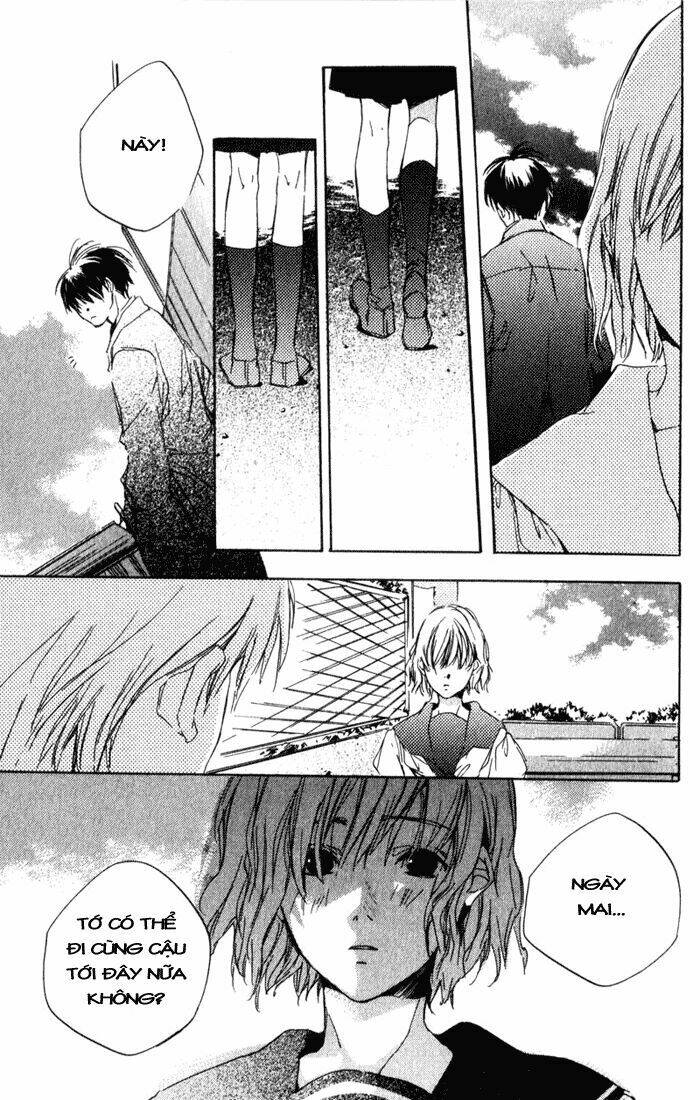 NÀY!
NGÀY
MAI...
TỚ CÓ THỂ
ĐI CÙNG CẬU
TỚI ĐÂY NỮA
KHÔNG?